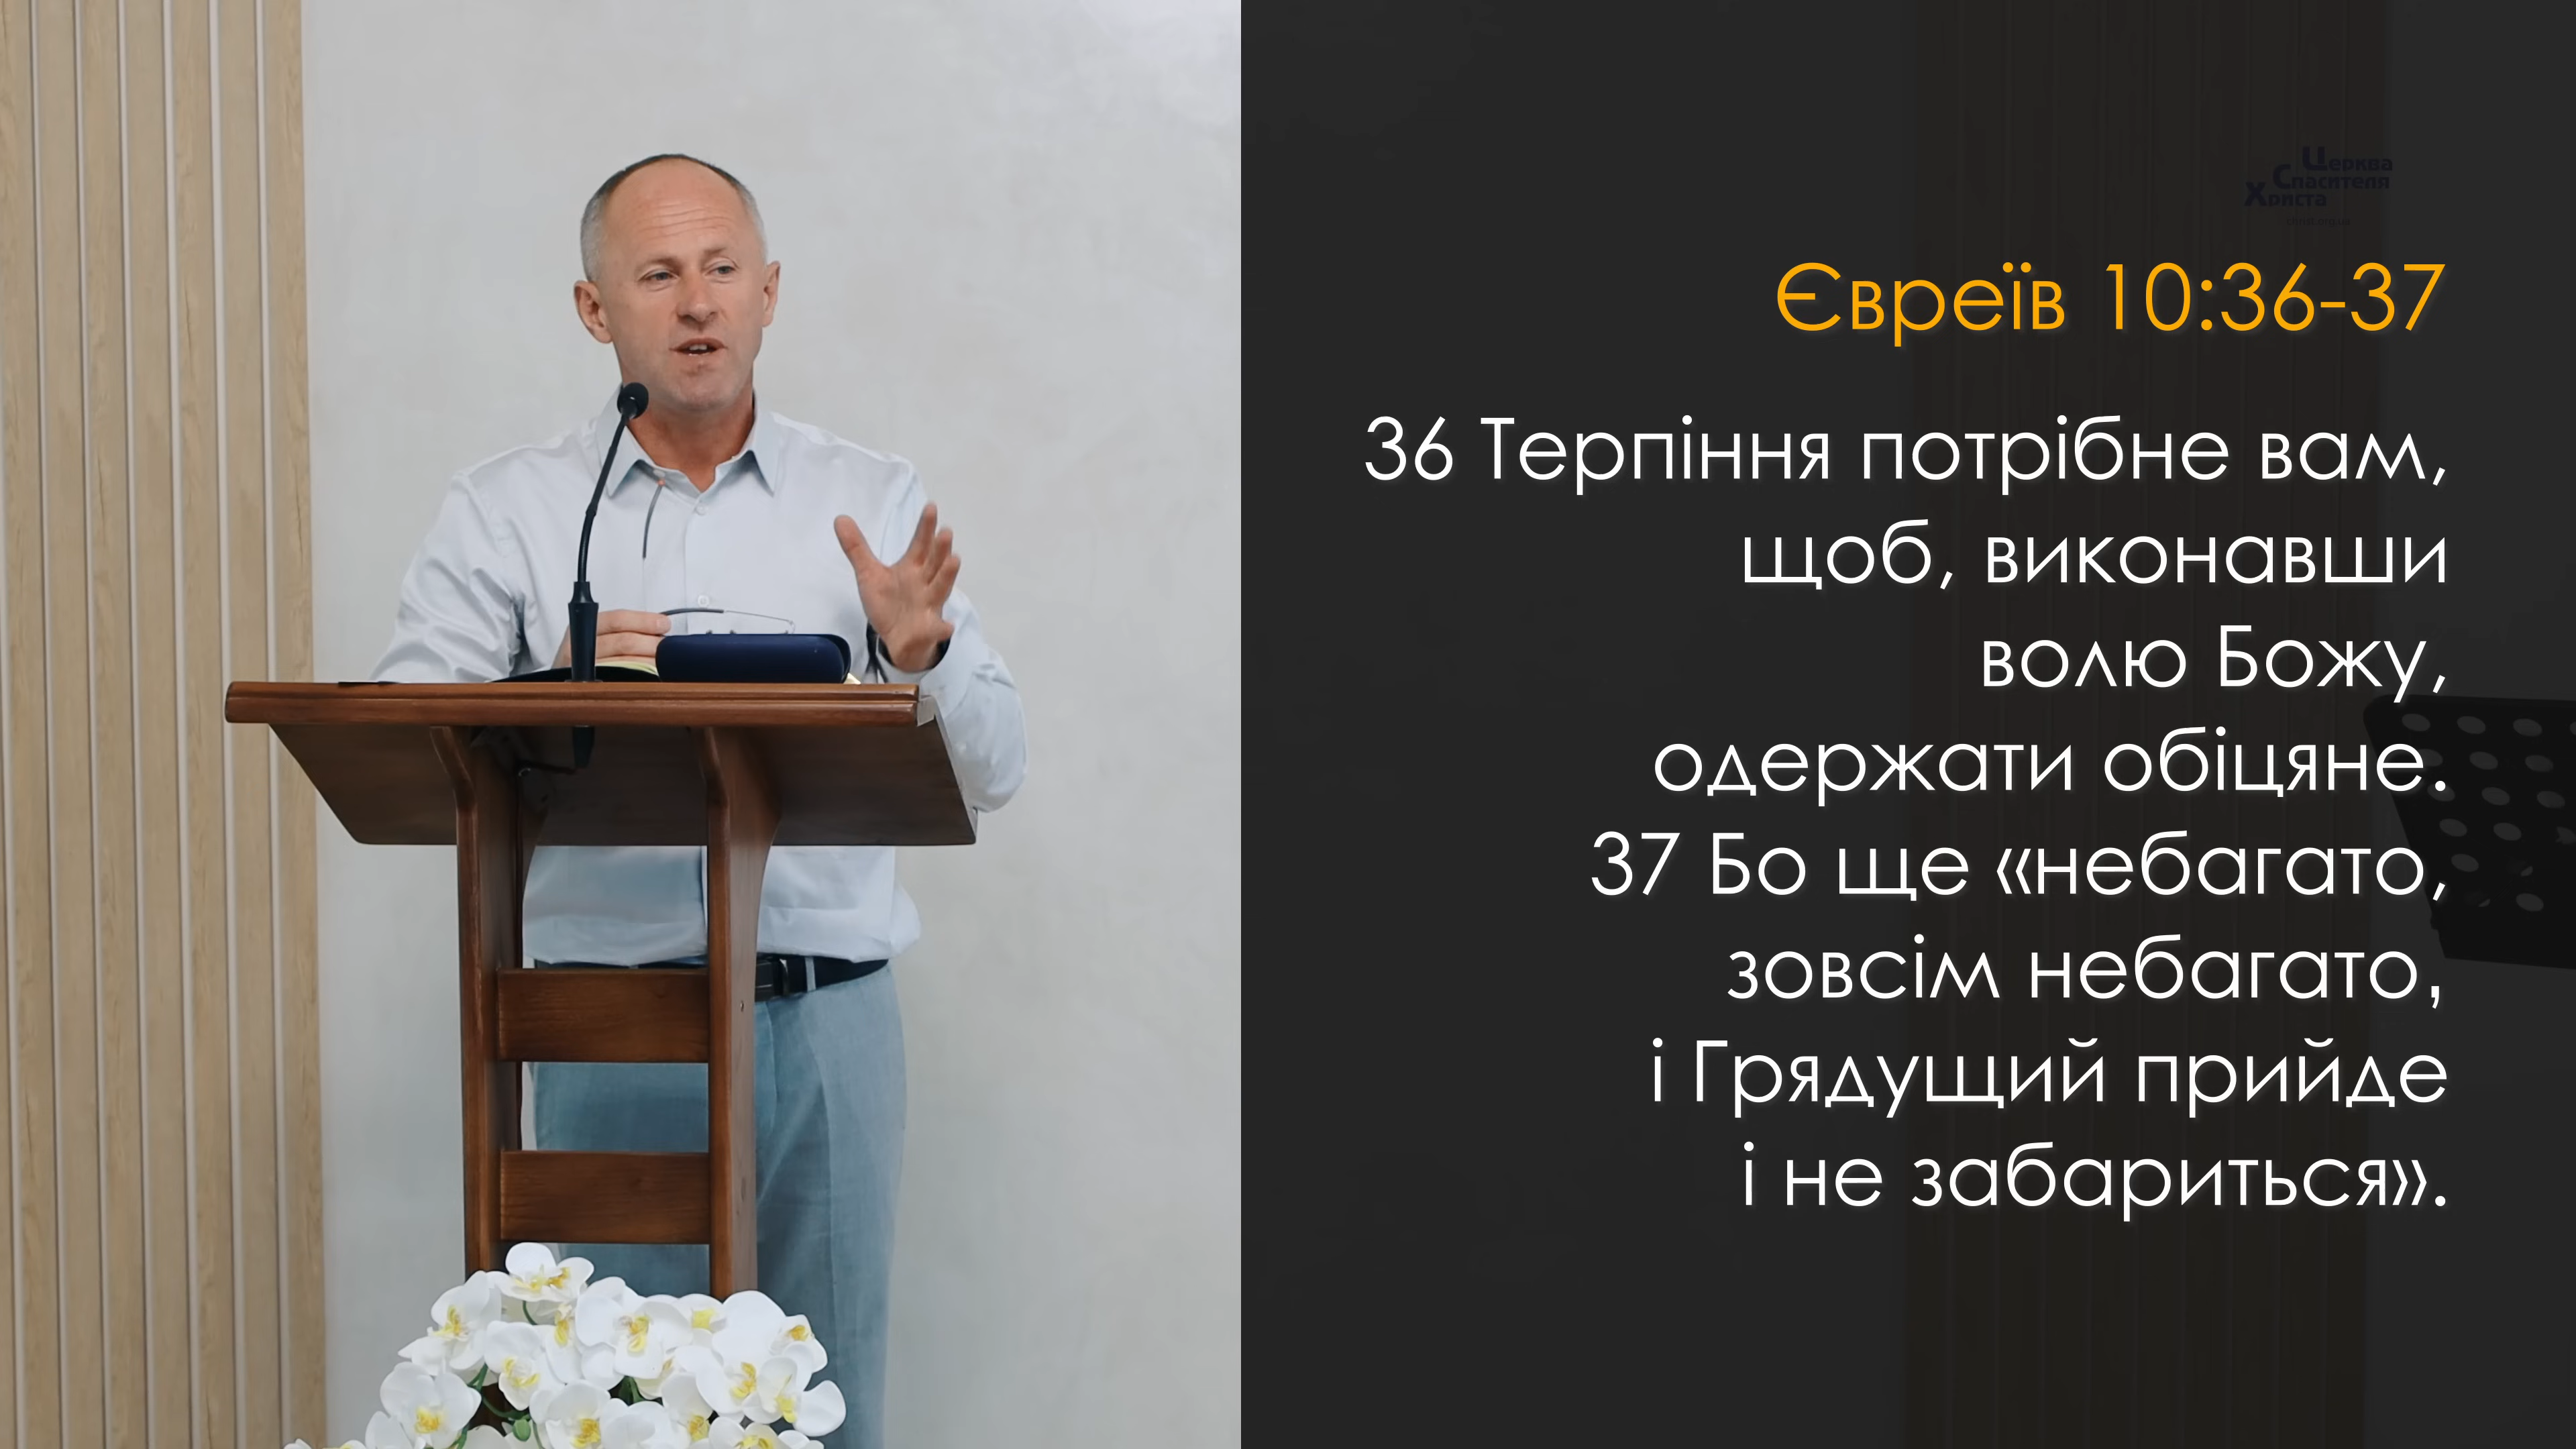 Церква
Спасителя
Христа
Євреїв 10:36-37
36 Терпіння потрібне вам,
щоб, виконавши
волю Божу,
одержати обіцяне.
37 Бо ще «небагато,
зовсім небагато,
і Грядущий прийде
і не забариться».